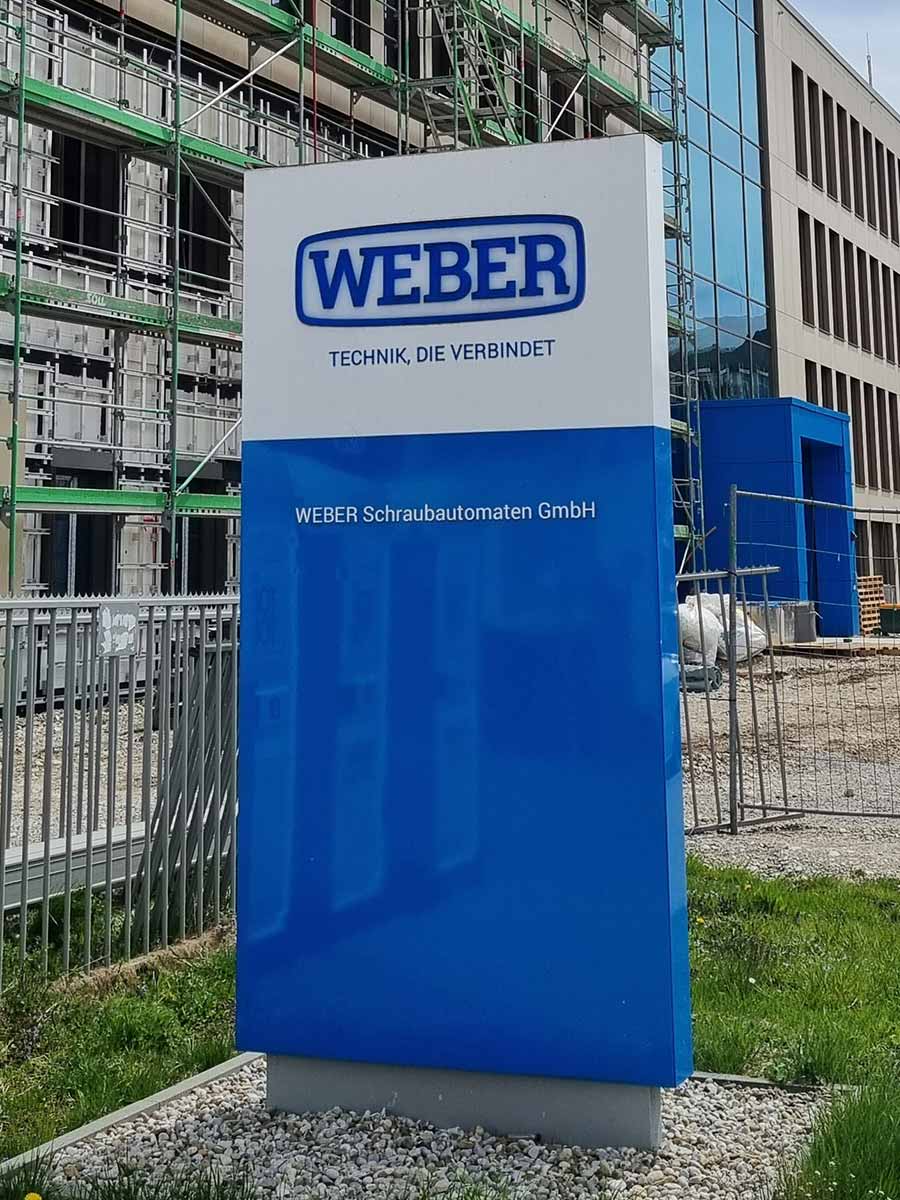 WEBER
TECHNIK, DIE VERBINDET
WEBER Schraubautomaten GmbH